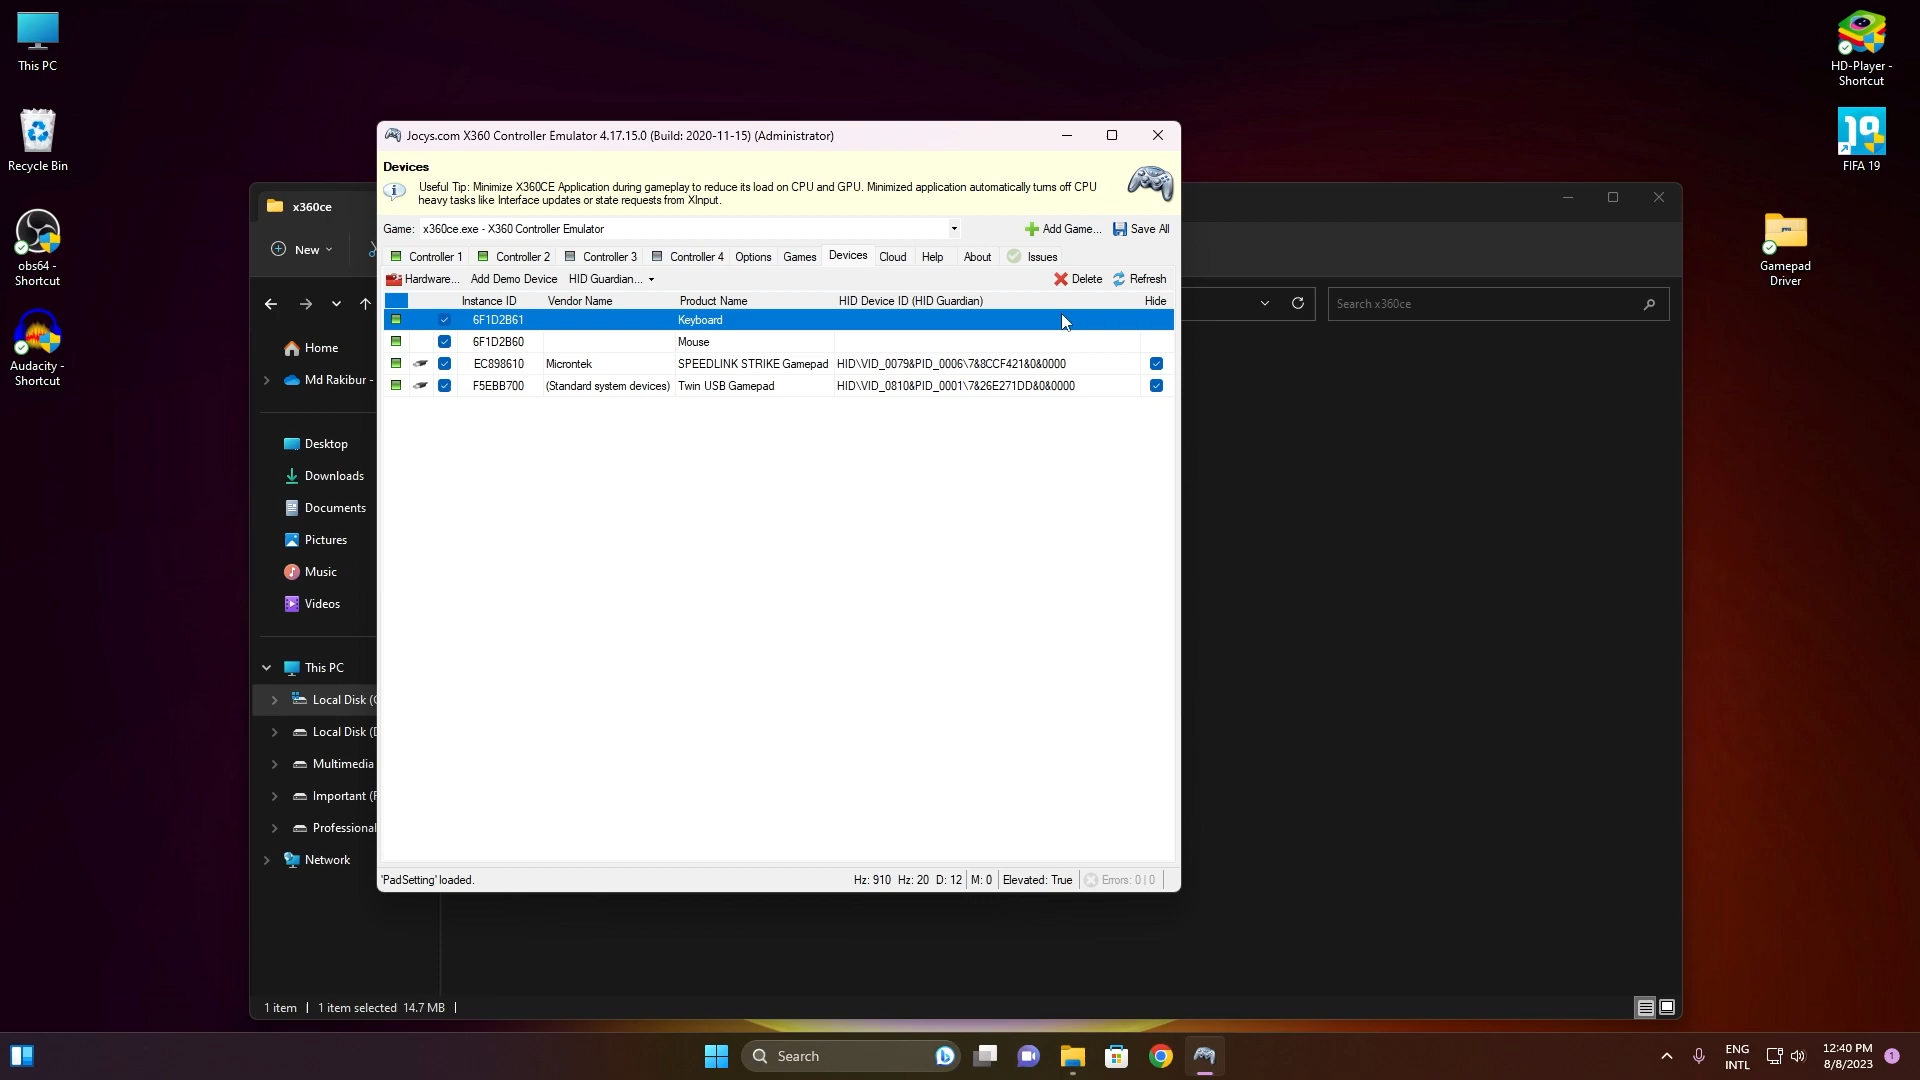 This PC
Recycle Bin
obs64 -
Shortcut
Audacity -
Shortcut
HD-Player -
Shortcut
FIFA 19
Gamepad
Driver
x360ce
New
Search x360ce
Home
Md Rakibur -
Desktop
Downloads
Documents
Pictures
Music
Videos
This PC
Local Disk (
Local Disk (
Multimedia
Important (
Professional
Network
1 item | 1 item selected 14.7 MB |
Jocys.com X360 Controller Emulator 4.17.15.0 (Build: 2020-11-15) (Administrator)
Devices
Useful Tip: Minimize X360CE Application during gameplay to reduce its load on CPU and GPU. Minimized application automatically turns off CPU
heavy tasks like Interface updates or state requests from XInput.
Game: x360ce.exe - X360 Controller Emulator Add Game... Save All
Controller 1 Controller 2 Controller 3 Controller 4 Options Games Devices Cloud Help About Issues
Hardware... Add Demo Device HID Guardian... Delete Refresh
Instance ID Vendor Name Product Name HID Device ID (HID Guardian) Hide
6F1D2B61 Keyboard
6F1D2B60 Mouse
EC898610 Microntek SPEEDLINK STRIKE Gamepad HID\VID_0079&PID_0006\7&8CCF421&0&0000
F5EBB700 (Standard system devices) Twin USB Gamepad HID\VID_0810&PID_0001\7&26E271DD&0&0000
'PadSetting' loaded. Hz: 910 Hz: 20 D: 12 M: 0 Elevated: True Errors: 0 | 0
Search
ENG
INTL
12:40 PM
8/8/2023
1